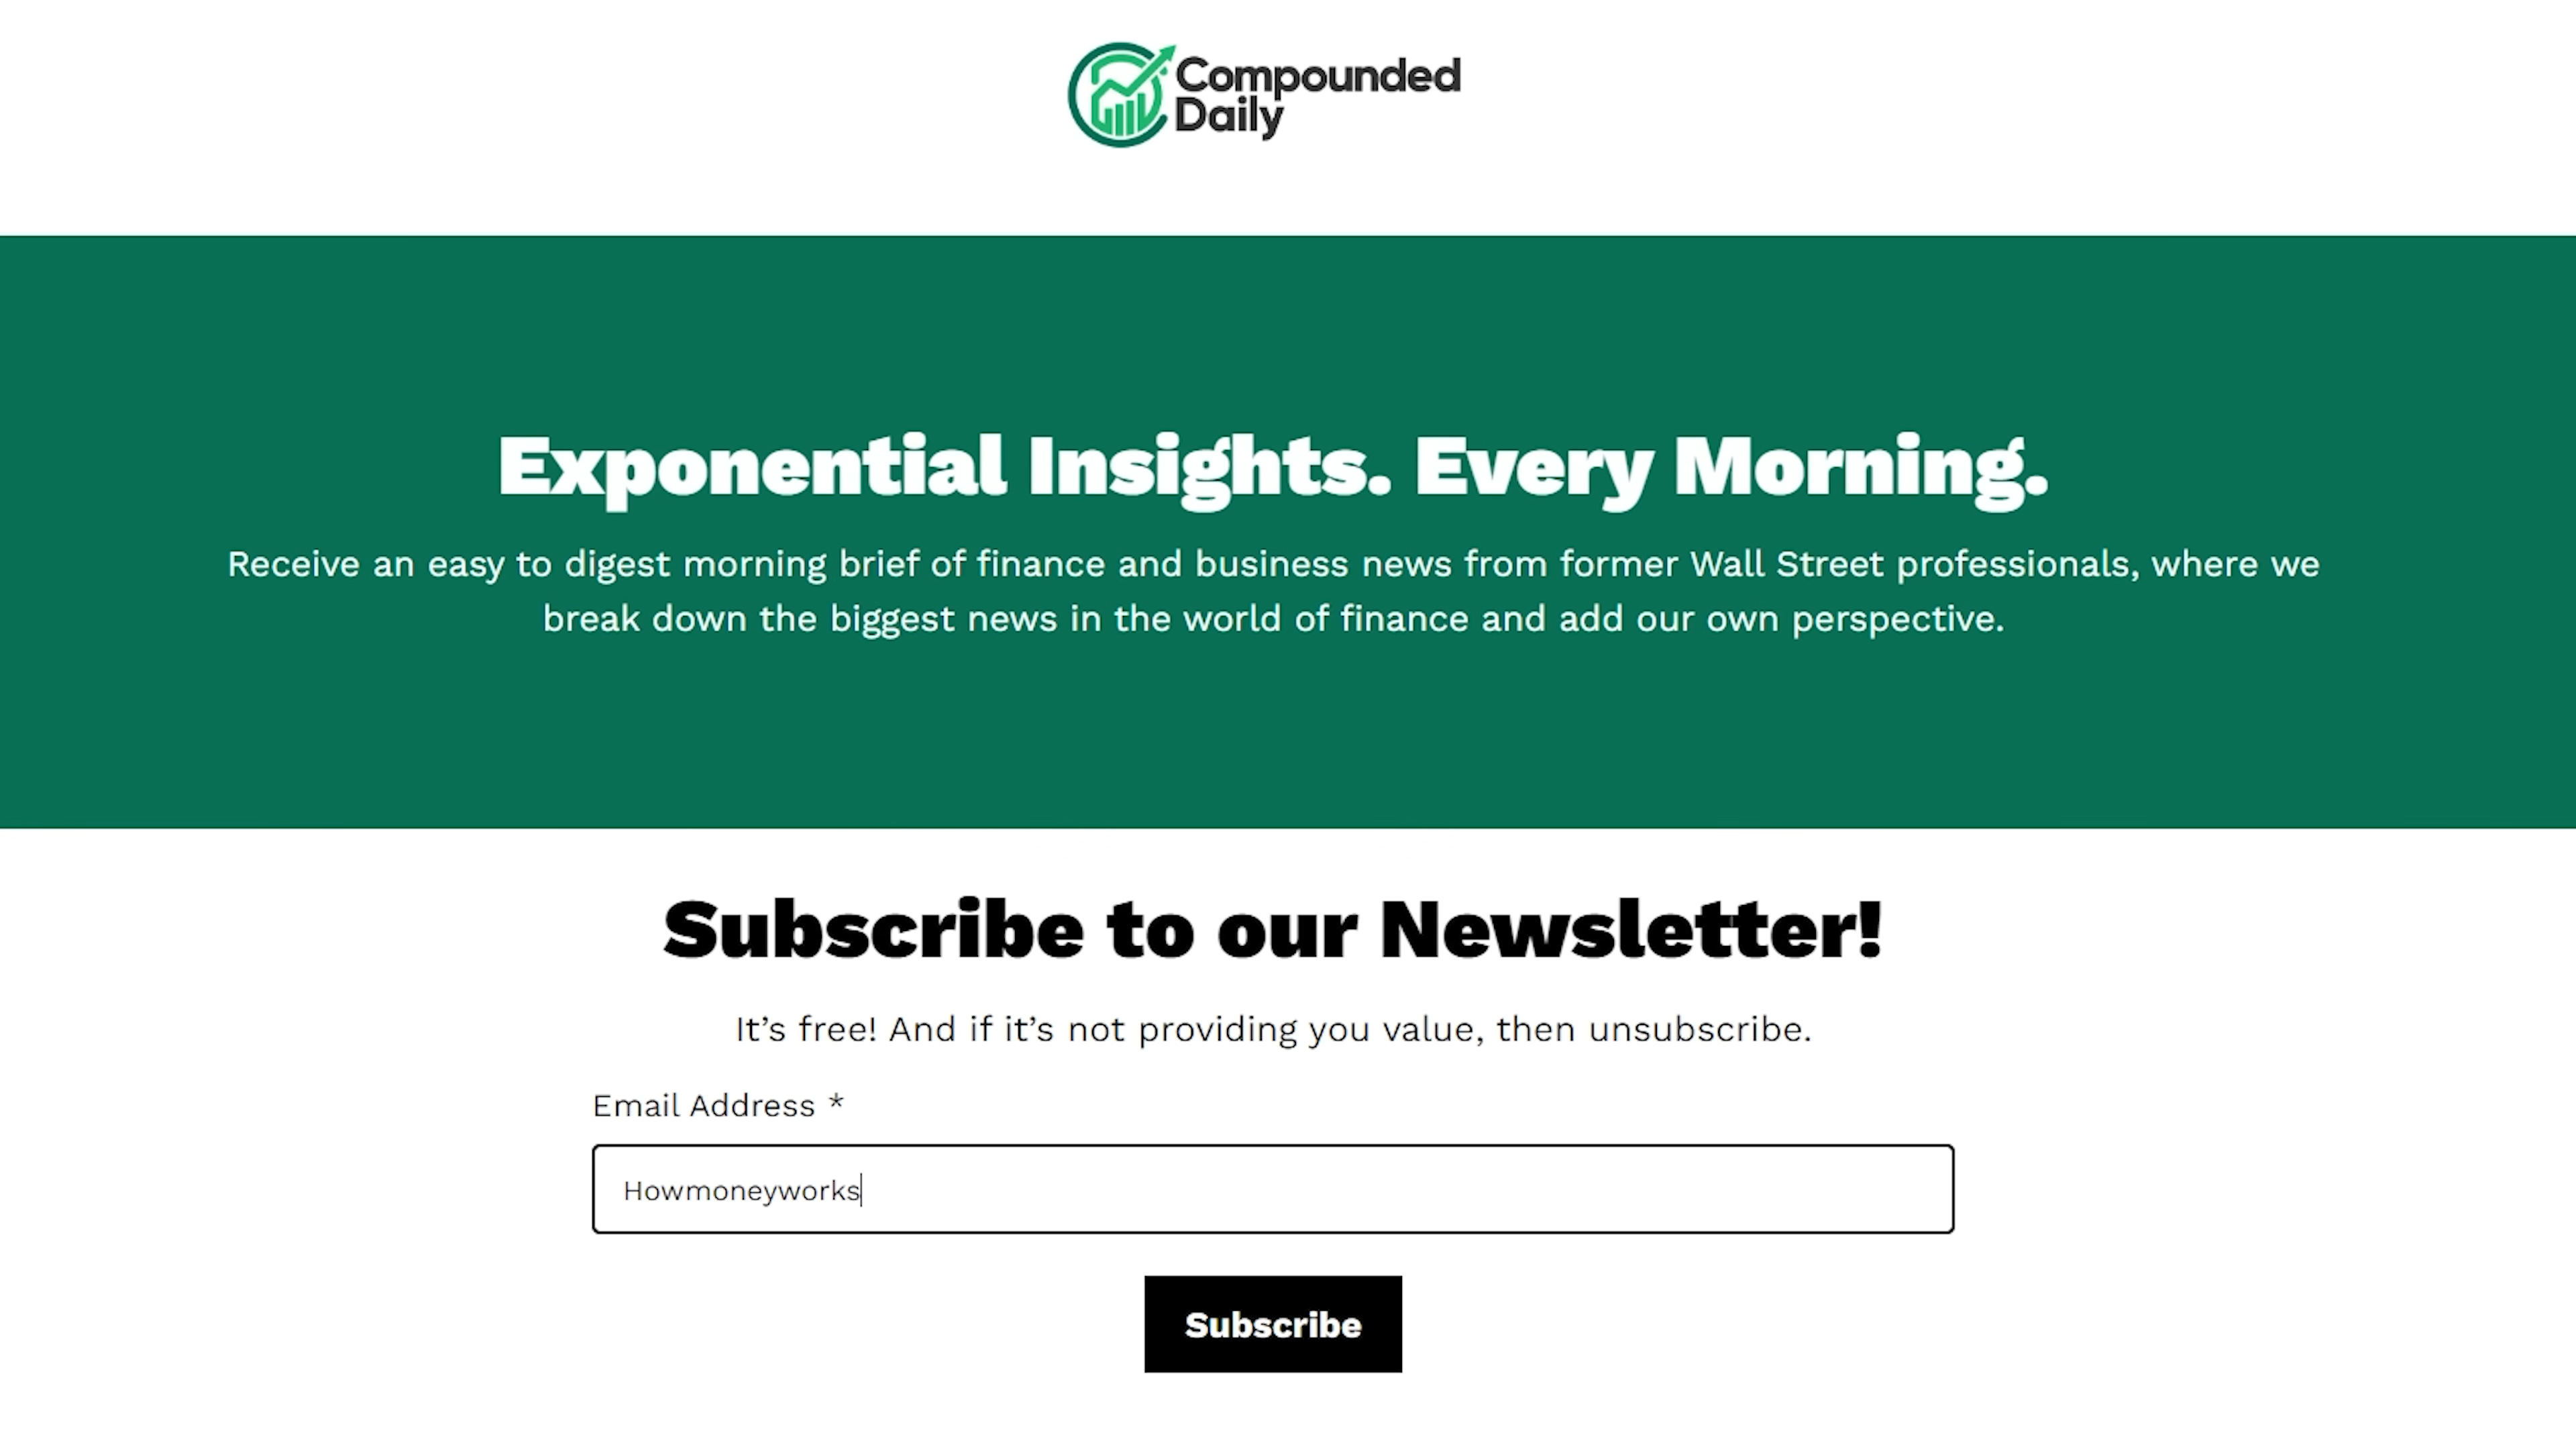 Compounded
Daily
Exponential Insights. Every Morning.
Receive an easy to digest morning brief of finance and business news from former Wall Street professionals, where we
break down the biggest news in the world of finance and add our own perspective.
Subscribe to our Newsletter!
It’s free! And if it’s not providing you value, then unsubscribe.
Email Address *
Howmoneyworks
Subscribe